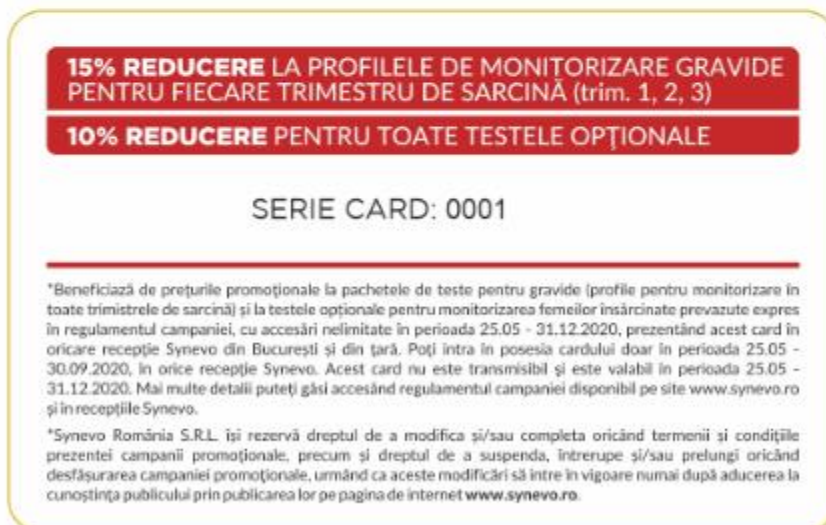 15% REDUCERE LA PROFILELE DE MONITORIZARE GRAVIDE
PENTRU FIECARE TRIMESTRU DE SARCINĂ (trim. 1, 2, 3)
10% REDUCERE PENTRU TOATE TESTELE OPȚIONALE
SERIE CARD: 0001
*Beneficiază de prețurile promoționale la pachetele de teste pentru gravide (profile pentru monitorizare în
toate trimistrele de sarcină) și la testele opționale pentru monitorizarea femeilor însărcinate prevazute expres
în regulamentul campaniei, cu accesări nelimitate în perioada 25.05 - 31.12.2020, prezentând acest card în
oricare recepție Synevo din București și din țară. Poți intra în posesia cardului doar în perioada 25.05 -
30.09.2020, în orice recepție Synevo. Acest card nu este transmisibil și este valabil în perioada 25.05 -
31.12.2020. Mai multe detalii puteți găsi accesând regulamentul campaniei disponibil pe site www.synevo.ro
și în recepțiile Synevo.
*Synevo România S.R.L. își rezervă dreptul de a modifica și/sau completa oricând termenii și condițiile
prezentei campanii promoționale, precum și dreptul de a suspenda, întrerupe și/sau prelungi oricând
desfășurarea campaniei promoționale, urmând ca aceste modificări să intre în vigoare numai după aducerea la
cunoștința publicului prin publicarea lor pe pagina de internet www.synevo.ro.